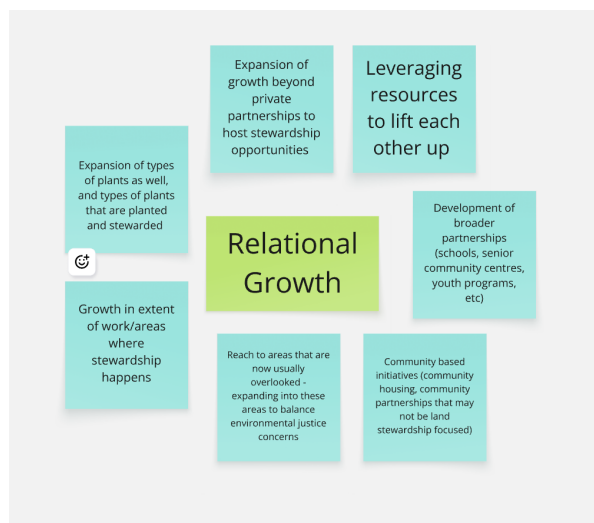 Expansion of
growth beyond
private
partnerships to
host stewardship
opportunities
Leveraging
resources
to lift each
other up
Expansion of types
of plants as well,
and types of plants
that are planted
and stewarded
Development of
broader
partnerships
(schools, senior
community centres,
youth programs,
etc)
Relational
Growth
Growth in extent
of work/areas
where
stewardship
happens
Reach to areas that are
now usually
overlooked -
expanding into these
areas to balance
environmental justice
concerns
Community based
initiatives (community
housing, community
partnerships that may
not be land
stewardship focused)